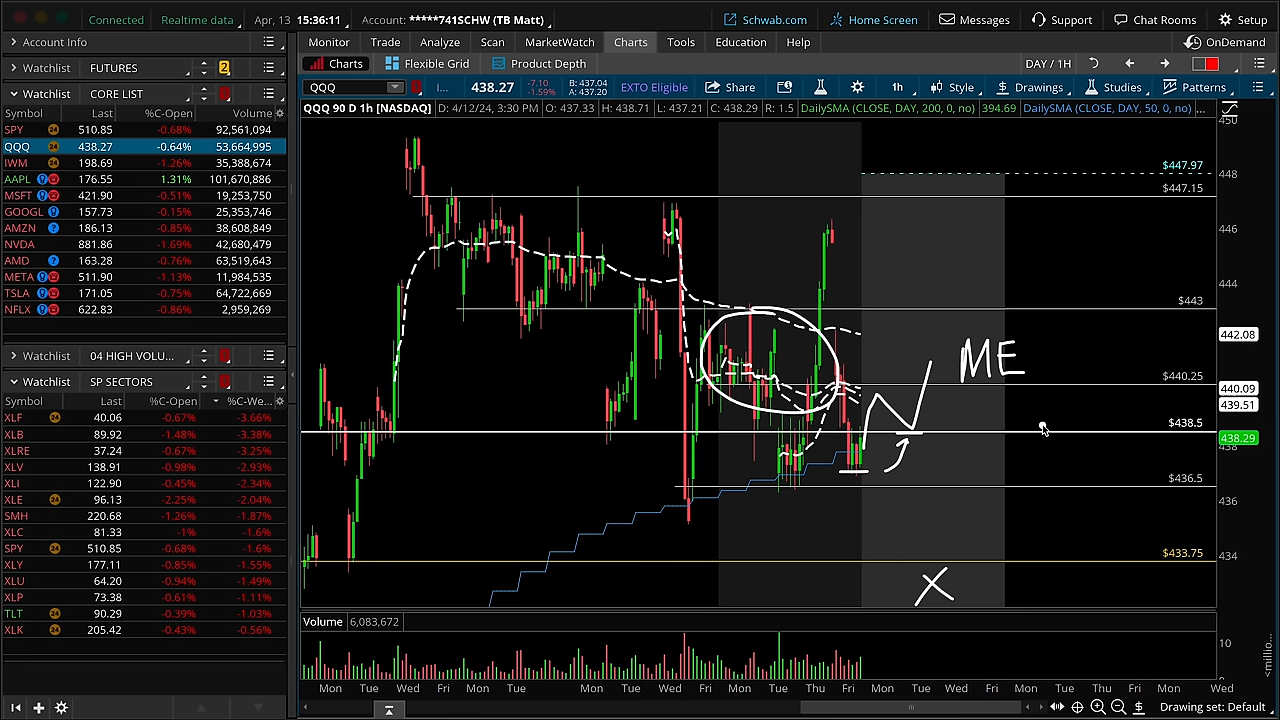 Connected Realtime data Apr, 13 15:36:11 Account: *****741SCHW (TB Matt) Schwab.com Home Screen Messages Support Chat Rooms Setup
Account Info
Watchlist FUTURES 2
Watchlist CORE LIST
Symbol Last %C-Open Volume
SPY 24 510.85 -0.68% 92,561,094
QQQ 24 438.27 -0.64% 53,664,995
IWM 24 198.69 -1.26% 35,388,674
AAPL 176.55 1.31% 101,670,886
MSFT 421.90 -0.51% 19,253,750
GOOGL ? 157.73 -0.15% 25,353,746
AMZN ? 186.13 -0.85% 38,608,849
NVDA 881.86 -1.69% 42,680,479
AMD ? 163.28 -0.76% 63,519,643
META 511.90 -1.13% 11,984,535
TSLA 171.05 -0.75% 64,722,669
NFLX 622.83 -0.86% 2,959,269
Watchlist 04 HIGH VOLU...
Watchlist SP SECTORS
Symbol Last %C-Open %C-We...
XLF 24 40.06 -0.67% -3.66%
XLB 89.92 -1.48% -3.38%
XLRE 37.24 -0.67% -3.25%
XLV 138.91 -0.98% -2.93%
XLI 122.90 -0.45% -2.34%
XLE 24 96.13 -2.25% -2.04%
SMH 220.68 -1.26% -1.87%
XLC 81.33 -1% -1.6%
SPY 24 510.85 -0.68% -1.6%
XLY 177.11 -0.85% -1.55%
XLU 64.20 -0.94% -1.49%
XLP 73.38 -0.61% -1.11%
TLT 24 90.29 -0.39% -1.03%
XLK 205.42 -0.43% -0.56%
Monitor Trade Analyze Scan MarketWatch Charts Tools Education Help OnDemand
Charts Flexible Grid Product Depth DAY / 1H
QQQ 438.27 -7.10 -1.59% B: 437.04 A: 437.20 EXTO Eligible Share 1h Style Drawings Studies Patterns
QQQ 90 D 1h [NASDAQ] D: 4/12/24, 3:30 PM O: 437.33 H: 438.71 L: 437.21 C: 438.29 R: 1.5 DailySMA (CLOSE, DAY, 200, 0, no) 394.69 DailySMA (CLOSE, DAY, 50, 0, no) ...
450
$447.97
448
$447.15
446
444
$443
442.08
ME
$440.25
440.09
439.51
$438.5
438.29
438
$436.5
436
$433.75
434
X
Volume 6,083,672
10
<millio...
Mon Tue Wed Fri Mon Tue Mon Tue Wed Fri Mon Tue Thu Fri Mon Tue Wed Fri Mon Tue Thu Fri Mon Wed
Drawing set: Default